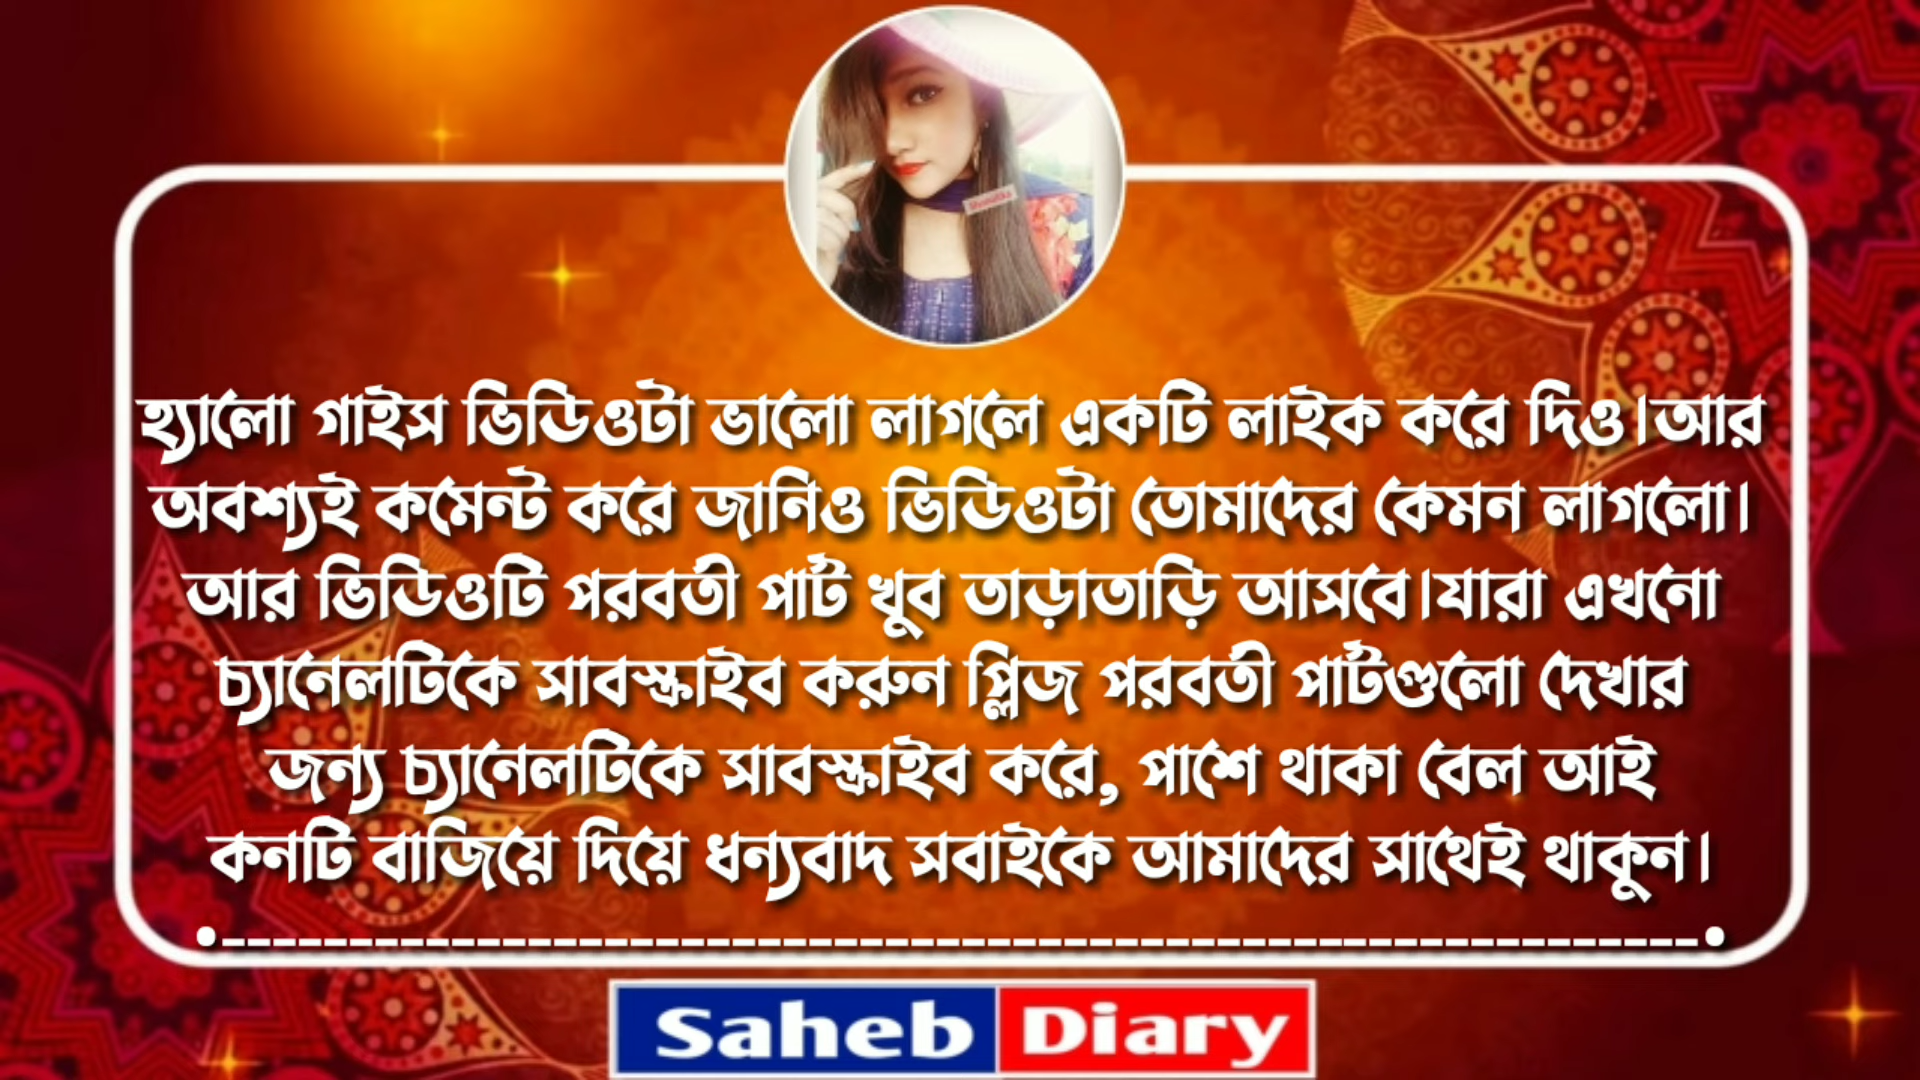 হ্যালো গাইস ভিডিওটা ভালো লাগলে একটি লাইক করে দিও।আর
অবশ্যই কমেন্ট করে জানিও ভিডিওটা তোমাদের কেমন লাগলো।
আর ভিডিওটি পরবর্তী পার্ট খুব তাড়াতাড়ি আসবে।যারা এখনো
চ্যানেলটিকে সাবস্ক্রাইব করুন প্লিজ পরবর্তী পার্টগুলো দেখার
জন্য চ্যানেলটিকে সাবস্ক্রাইব করে, পাশে থাকা বেল আই
কনটি বাজিয়ে দিয়ে ধন্যবাদ সবাইকে আমাদের সাথেই থাকুন।
Saheb Diary